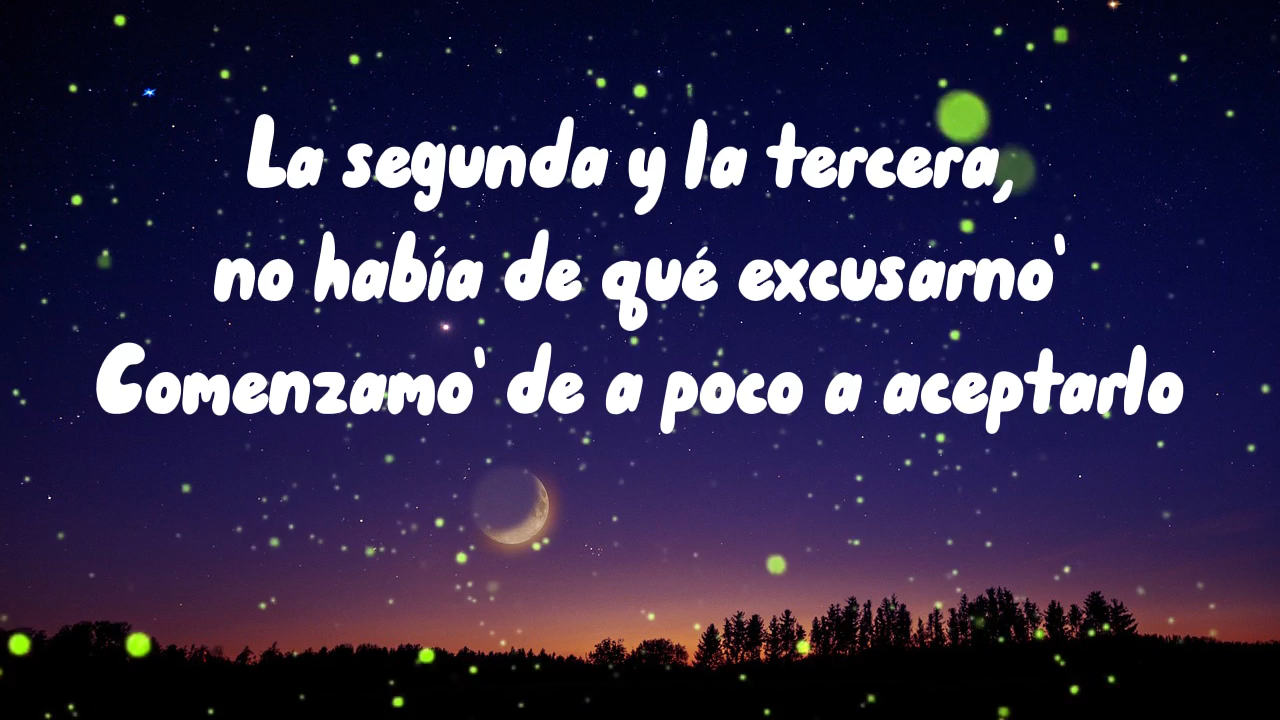 La segunda y la tercera,
no había de qué excusarno'
Comenzamo' de a poco a aceptarlo